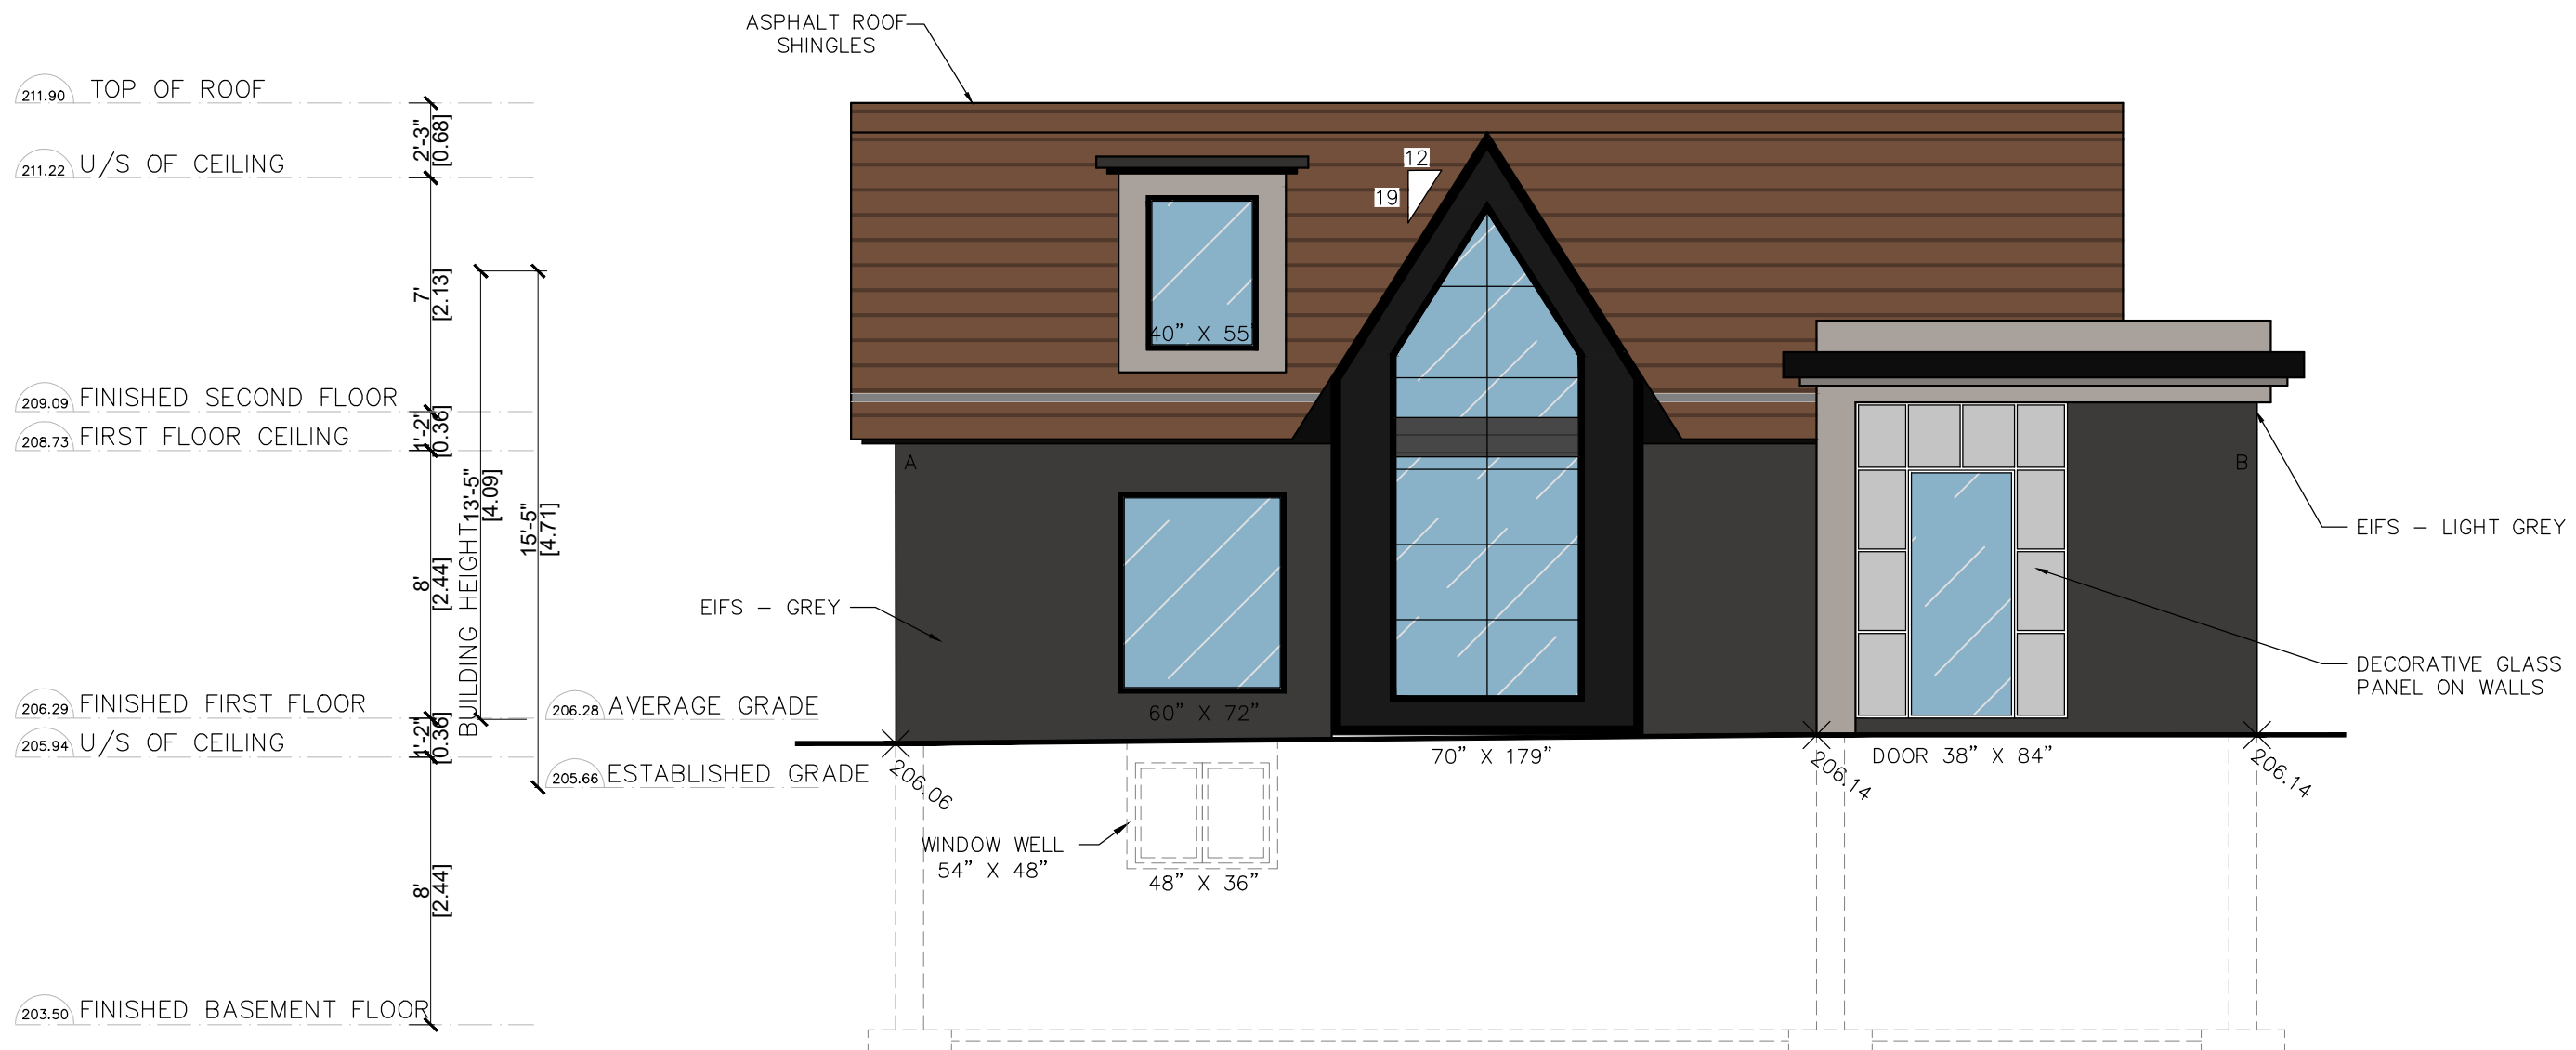 ASPHALT ROOF
SHINGLES
211.90 TOP OF ROOF
2'-3"
[0.68]
211.22 U/S OF CEILING
12
19
7'
[2.13]
40” X 55
209.09 FINISHED SECOND FLOOR
1'-2"
[0.36]
208.73 FIRST FLOOR CEILING
A
B
BUILDING HEIGHT
13'-5"
[4.09]
15'-5"
[4.71]
EIFS – LIGHT GREY
8'
[2.44]
EIFS – GREY
DECORATIVE GLASS
PANEL ON WALLS
206.29 FINISHED FIRST FLOOR
206.28 AVERAGE GRADE
60” X 72”
1'-2"
[0.36]
205.94 U/S OF CEILING
70” X 179”
DOOR 38” X 84”
205.66 ESTABLISHED GRADE
206.06
206.14
206.14
WINDOW WELL
54” X 48”
48” X 36”
8'
[2.44]
203.50 FINISHED BASEMENT FLOOR